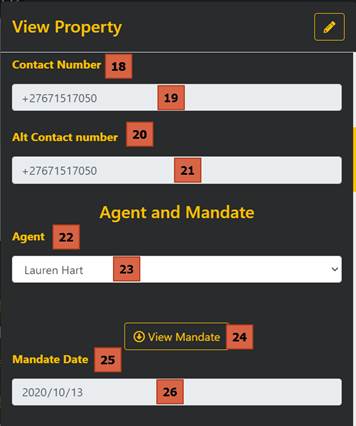 View Property
Contact Number 18
+27671517050 19
Alt Contact number 20
+27671517050 21
Agent and Mandate
Agent 22
Lauren Hart 23
View Mandate 24
Mandate Date 25
2020/10/13 26